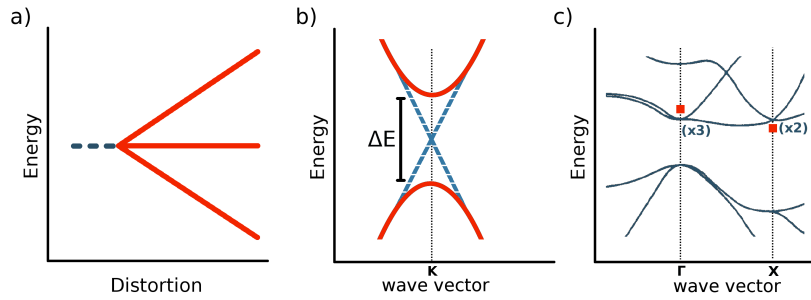 a)
Energy
Distortion
b)
Energy
ΔE
K
wave vector
c)
Energy
(x3)
(x2)
Γ
X
wave vector